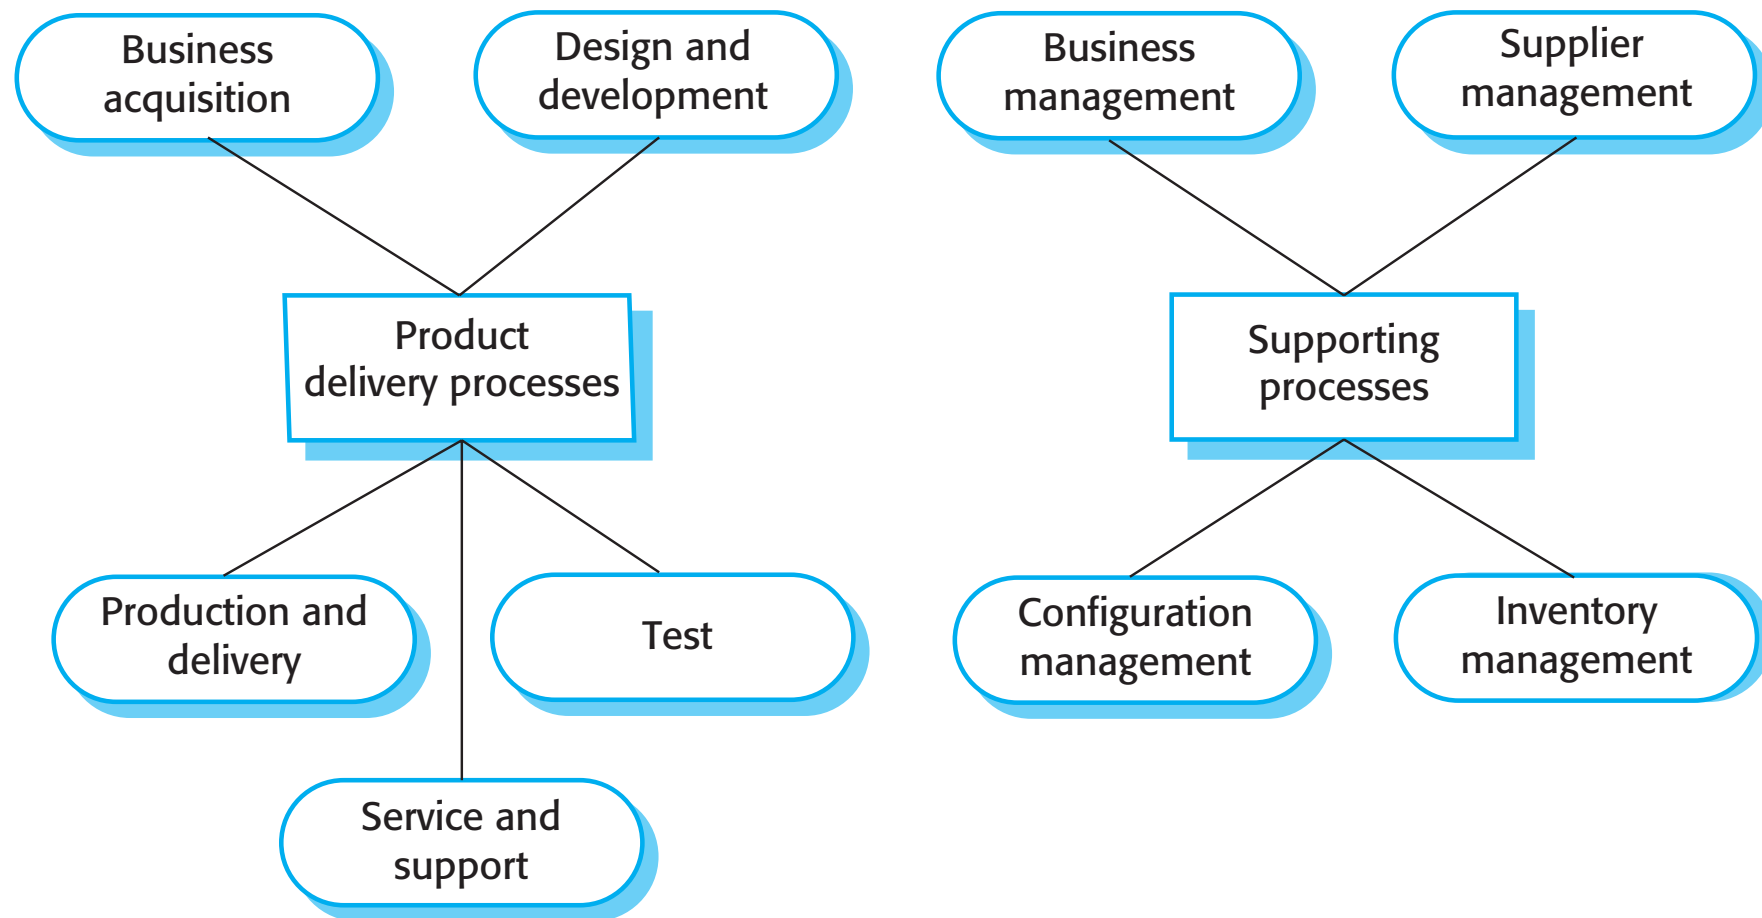 Business
acquisition
Design and
development
Business
management
Supplier
management
Product
delivery processes
Supporting
processes
Production and
delivery
Test
Configuration
management
Inventory
management
Service and
support